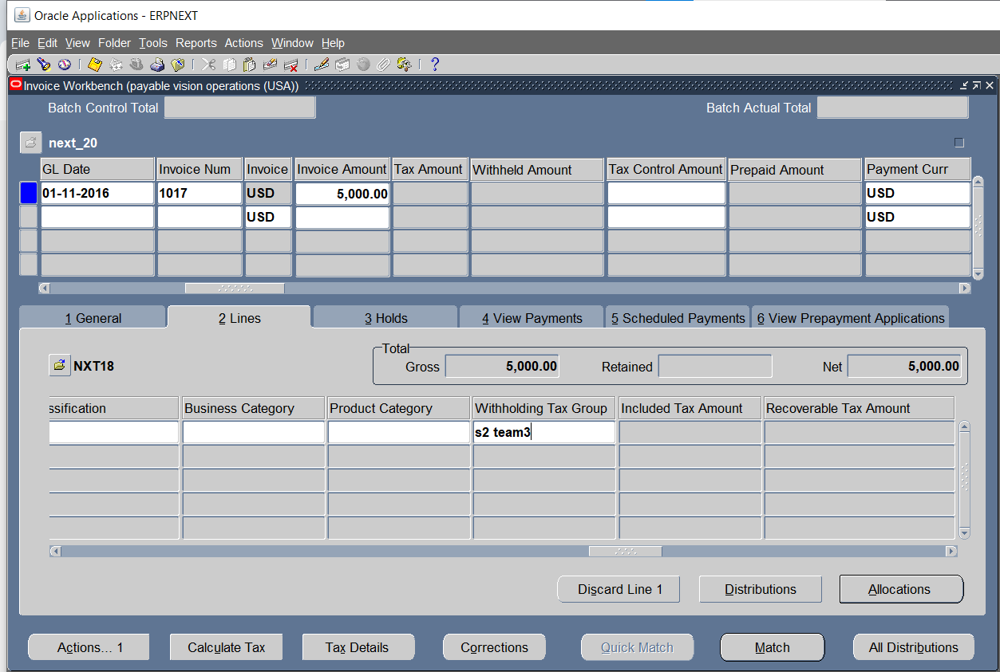 Oracle Applications - ERPNEXT
File Edit View Folder Tools Reports Actions Window Help
Invoice Workbench (payable vision operations (USA))
Batch Control Total Batch Actual Total
next_20
GL Date Invoice Num Invoice Invoice Amount Tax Amount Withheld Amount Tax Control Amount Prepaid Amount Payment Curr
01-11-2016 1017 USD 5,000.00 USD
USD USD
1 General 2 Lines 3 Holds 4 View Payments 5 Scheduled Payments 6 View Prepayment Applications
Total
NXT18 Gross 5,000.00 Retained Net 5,000.00
ssification Business Category Product Category Withholding Tax Group Included Tax Amount Recoverable Tax Amount
s2 team3
Discard Line 1 Distributions Allocations
Actions... 1 Calculate Tax Tax Details Corrections Quick Match Match All Distributions